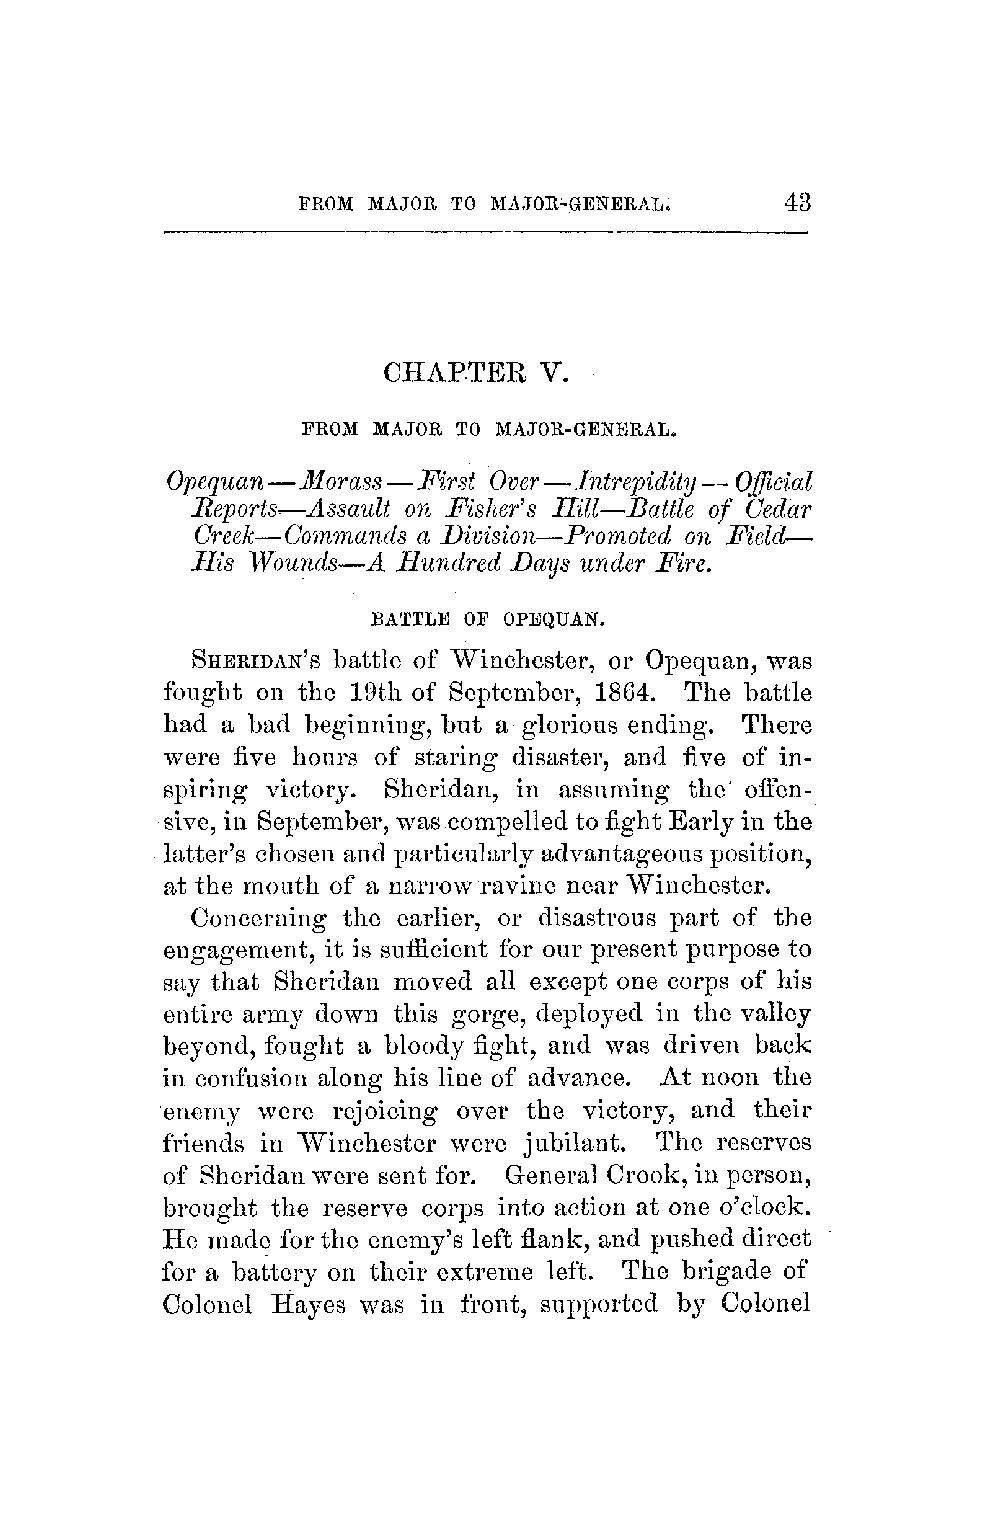 FROM MAJOR TO MAJOR-GENERAL. 43
CHAPTER V.
FROM MAJOR TO MAJOR-GENERAL.
Opequan—Morass—First Over—Intrepidity—Official
Reports—Assault on Fisher's Hill—Battle of Cedar
Creek—Commands a Division—Promoted on Field—
His Wounds—A Hundred Days under Fire.
BATTLE OF OPEQUAN.
SHERIDAN'S battle of Winchester, or Opequan, was
fought on the 19th of September, 1864. The battle
had a bad beginning, but a glorious ending. There
were five hours of staring disaster, and five of in-
spiring victory. Sheridan, in assuming the offen-
sive, in September, was compelled to fight Early in the
latter's chosen and particularly advantageous position,
at the mouth of a narrow ravine near Winchester.
Concerning the earlier, or disastrous part of the
engagement, it is sufficient for our present purpose to
say that Sheridan moved all except one corps of his
entire army down this gorge, deployed in the valley
beyond, fought a bloody fight, and was driven back
in confusion along his line of advance. At noon the
enemy were rejoicing over the victory, and their
friends in Winchester were jubilant. The reserves
of Sheridan were sent for. General Crook, in person,
brought the reserve corps into action at one o'clock.
He made for the enemy's left flank, and pushed direct
for a battery on their extreme left. The brigade of
Colonel Hayes was in front, supported by Colonel